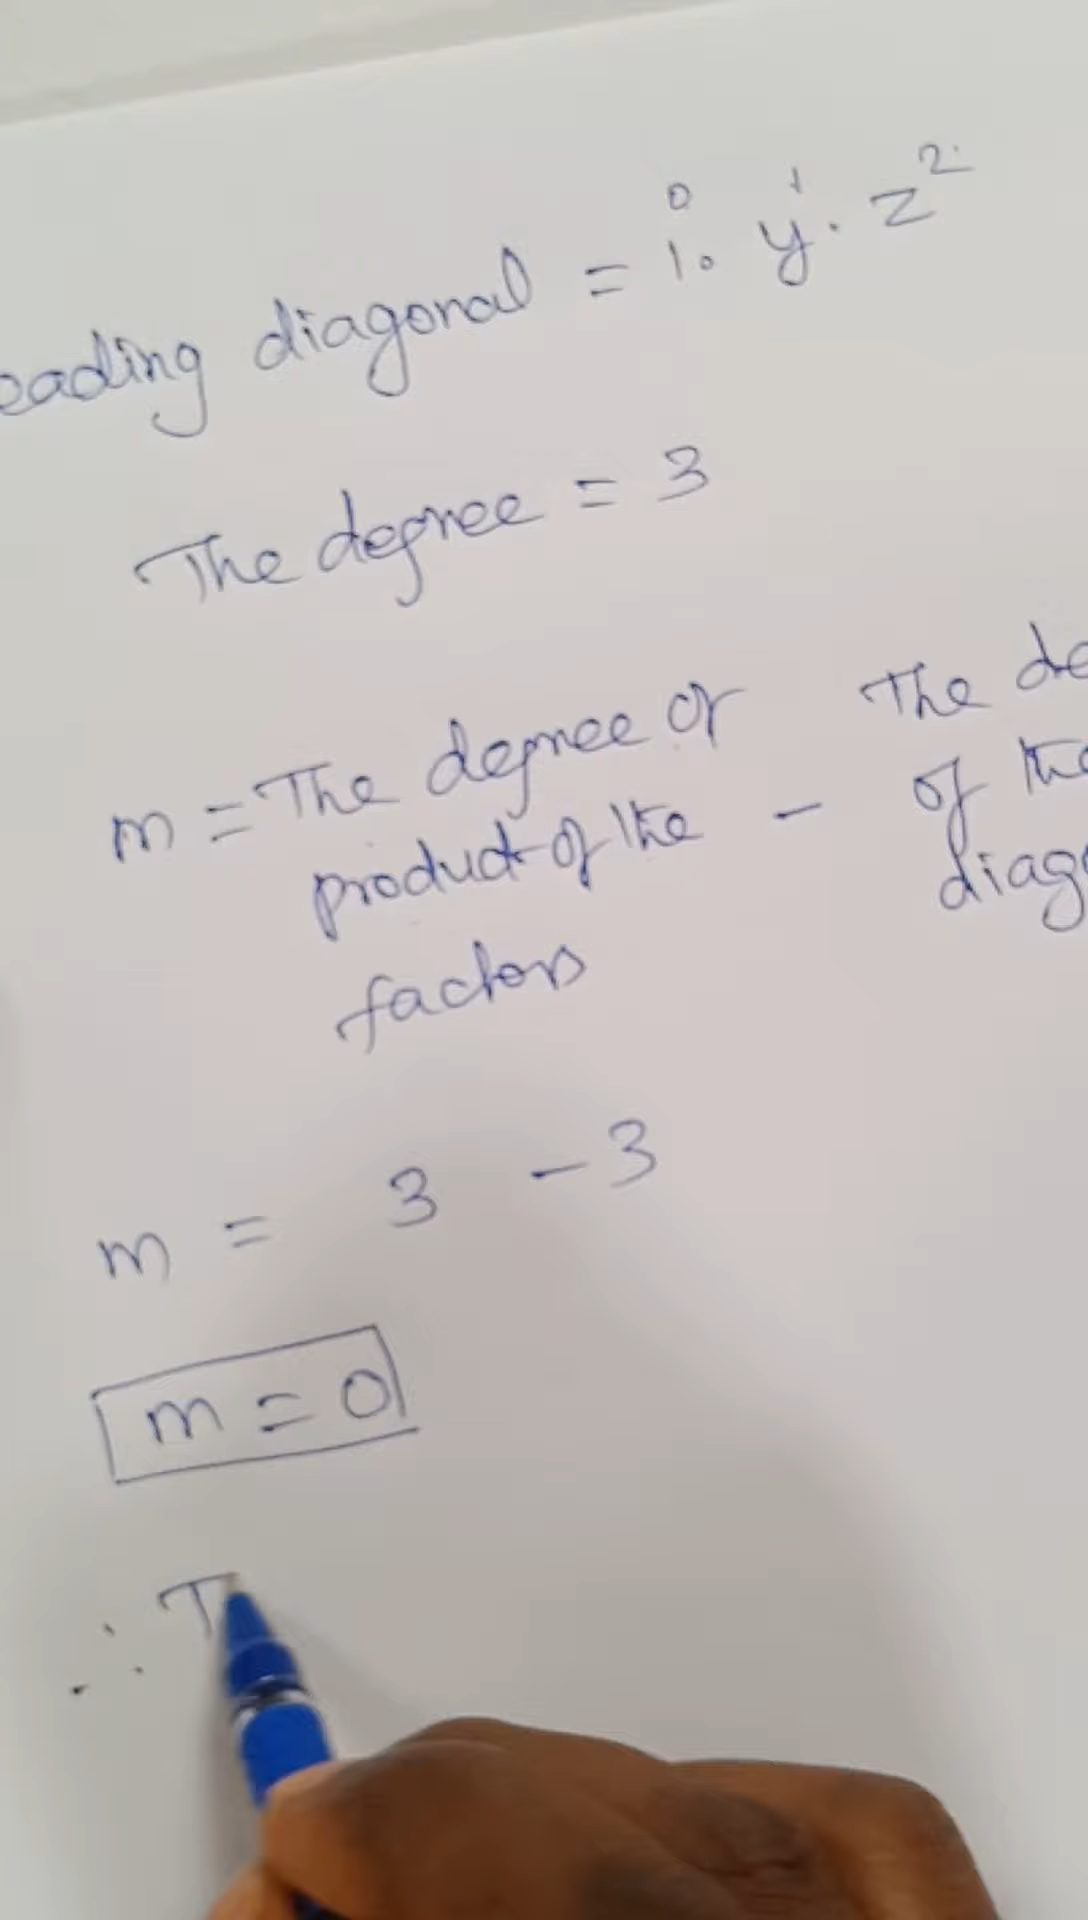 eading diagonal = 1⁰. y¹. z²
The degree = 3
m = The degree of - The de
product of the of the
factors diago
m = 3 - 3
m = 0
∴ T